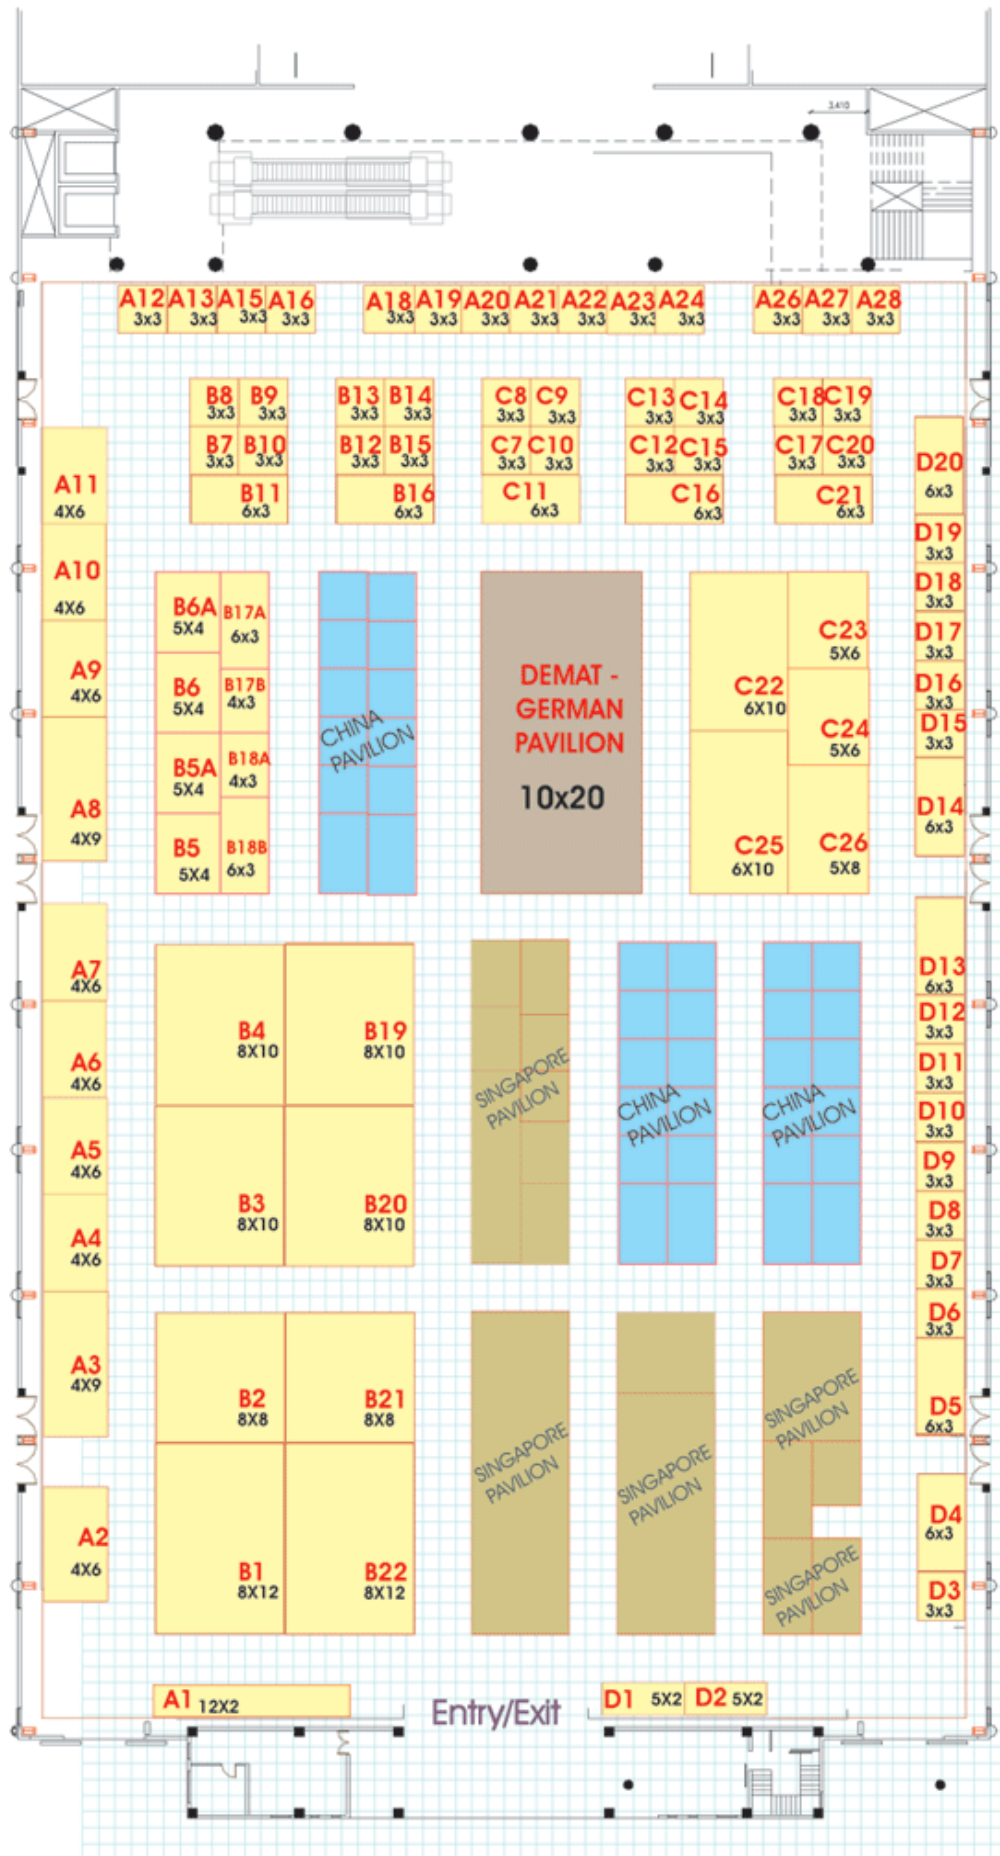 3.410
A12 A13 A15 A16 A18 A19 A20 A21 A22 A23 A24 A26 A27 A28
3x3 3x3 3x3 3x3 3x3 3x3 3x3 3x3 3x3 3x3 3x3 3x3 3x3 3x3
B8 B9 B13 B14 C8 C9 C13 C14 C18 C19
3x3 3x3 3x3 3x3 3x3 3x3 3x3 3x3 3x3 3x3
B7 B10 B12 B15 C7 C10 C12 C15 C17 C20
3x3 3x3 3x3 3x3 3x3 3x3 3x3 3x3 3x3 3x3
B11 B16 C11 C16 C21
6x3 6x3 6x3 6x3 6x3
A11
4X6
A10
4X6
A9
4X6
A8
4X9
B6A
5X4
B17A
6x3
B6
5X4
B17B
4x3
B5A
5X4
B18A
4x3
B5
5X4
B18B
6x3
CHINA
PAVILION
DEMAT -
GERMAN
PAVILION
10x20
C22
6X10
C23
5X6
C24
5X6
C25
6X10
C26
5X8
D20
6x3
D19
3x3
D18
3x3
D17
3x3
D16
3x3
D15
3x3
D14
6x3
A7
4X6
A6
4X6
A5
4X6
A4
4X6
A3
4X9
A2
4X6
B4
8X10
B19
8X10
B3
8X10
B20
8X10
B2
8X8
B21
8X8
B1
8X12
B22
8X12
SINGAPORE
PAVILION
CHINA
PAVILION
CHINA
PAVILION
SINGAPORE
PAVILION
SINGAPORE
PAVILION
SINGAPORE
PAVILION
SINGAPORE
PAVILION
D13
6x3
D12
3x3
D11
3x3
D10
3x3
D9
3x3
D8
3x3
D7
3x3
D6
3x3
D5
6x3
D4
6x3
D3
3x3
A1 12X2
Entry/Exit
D1 5X2 D2 5X2